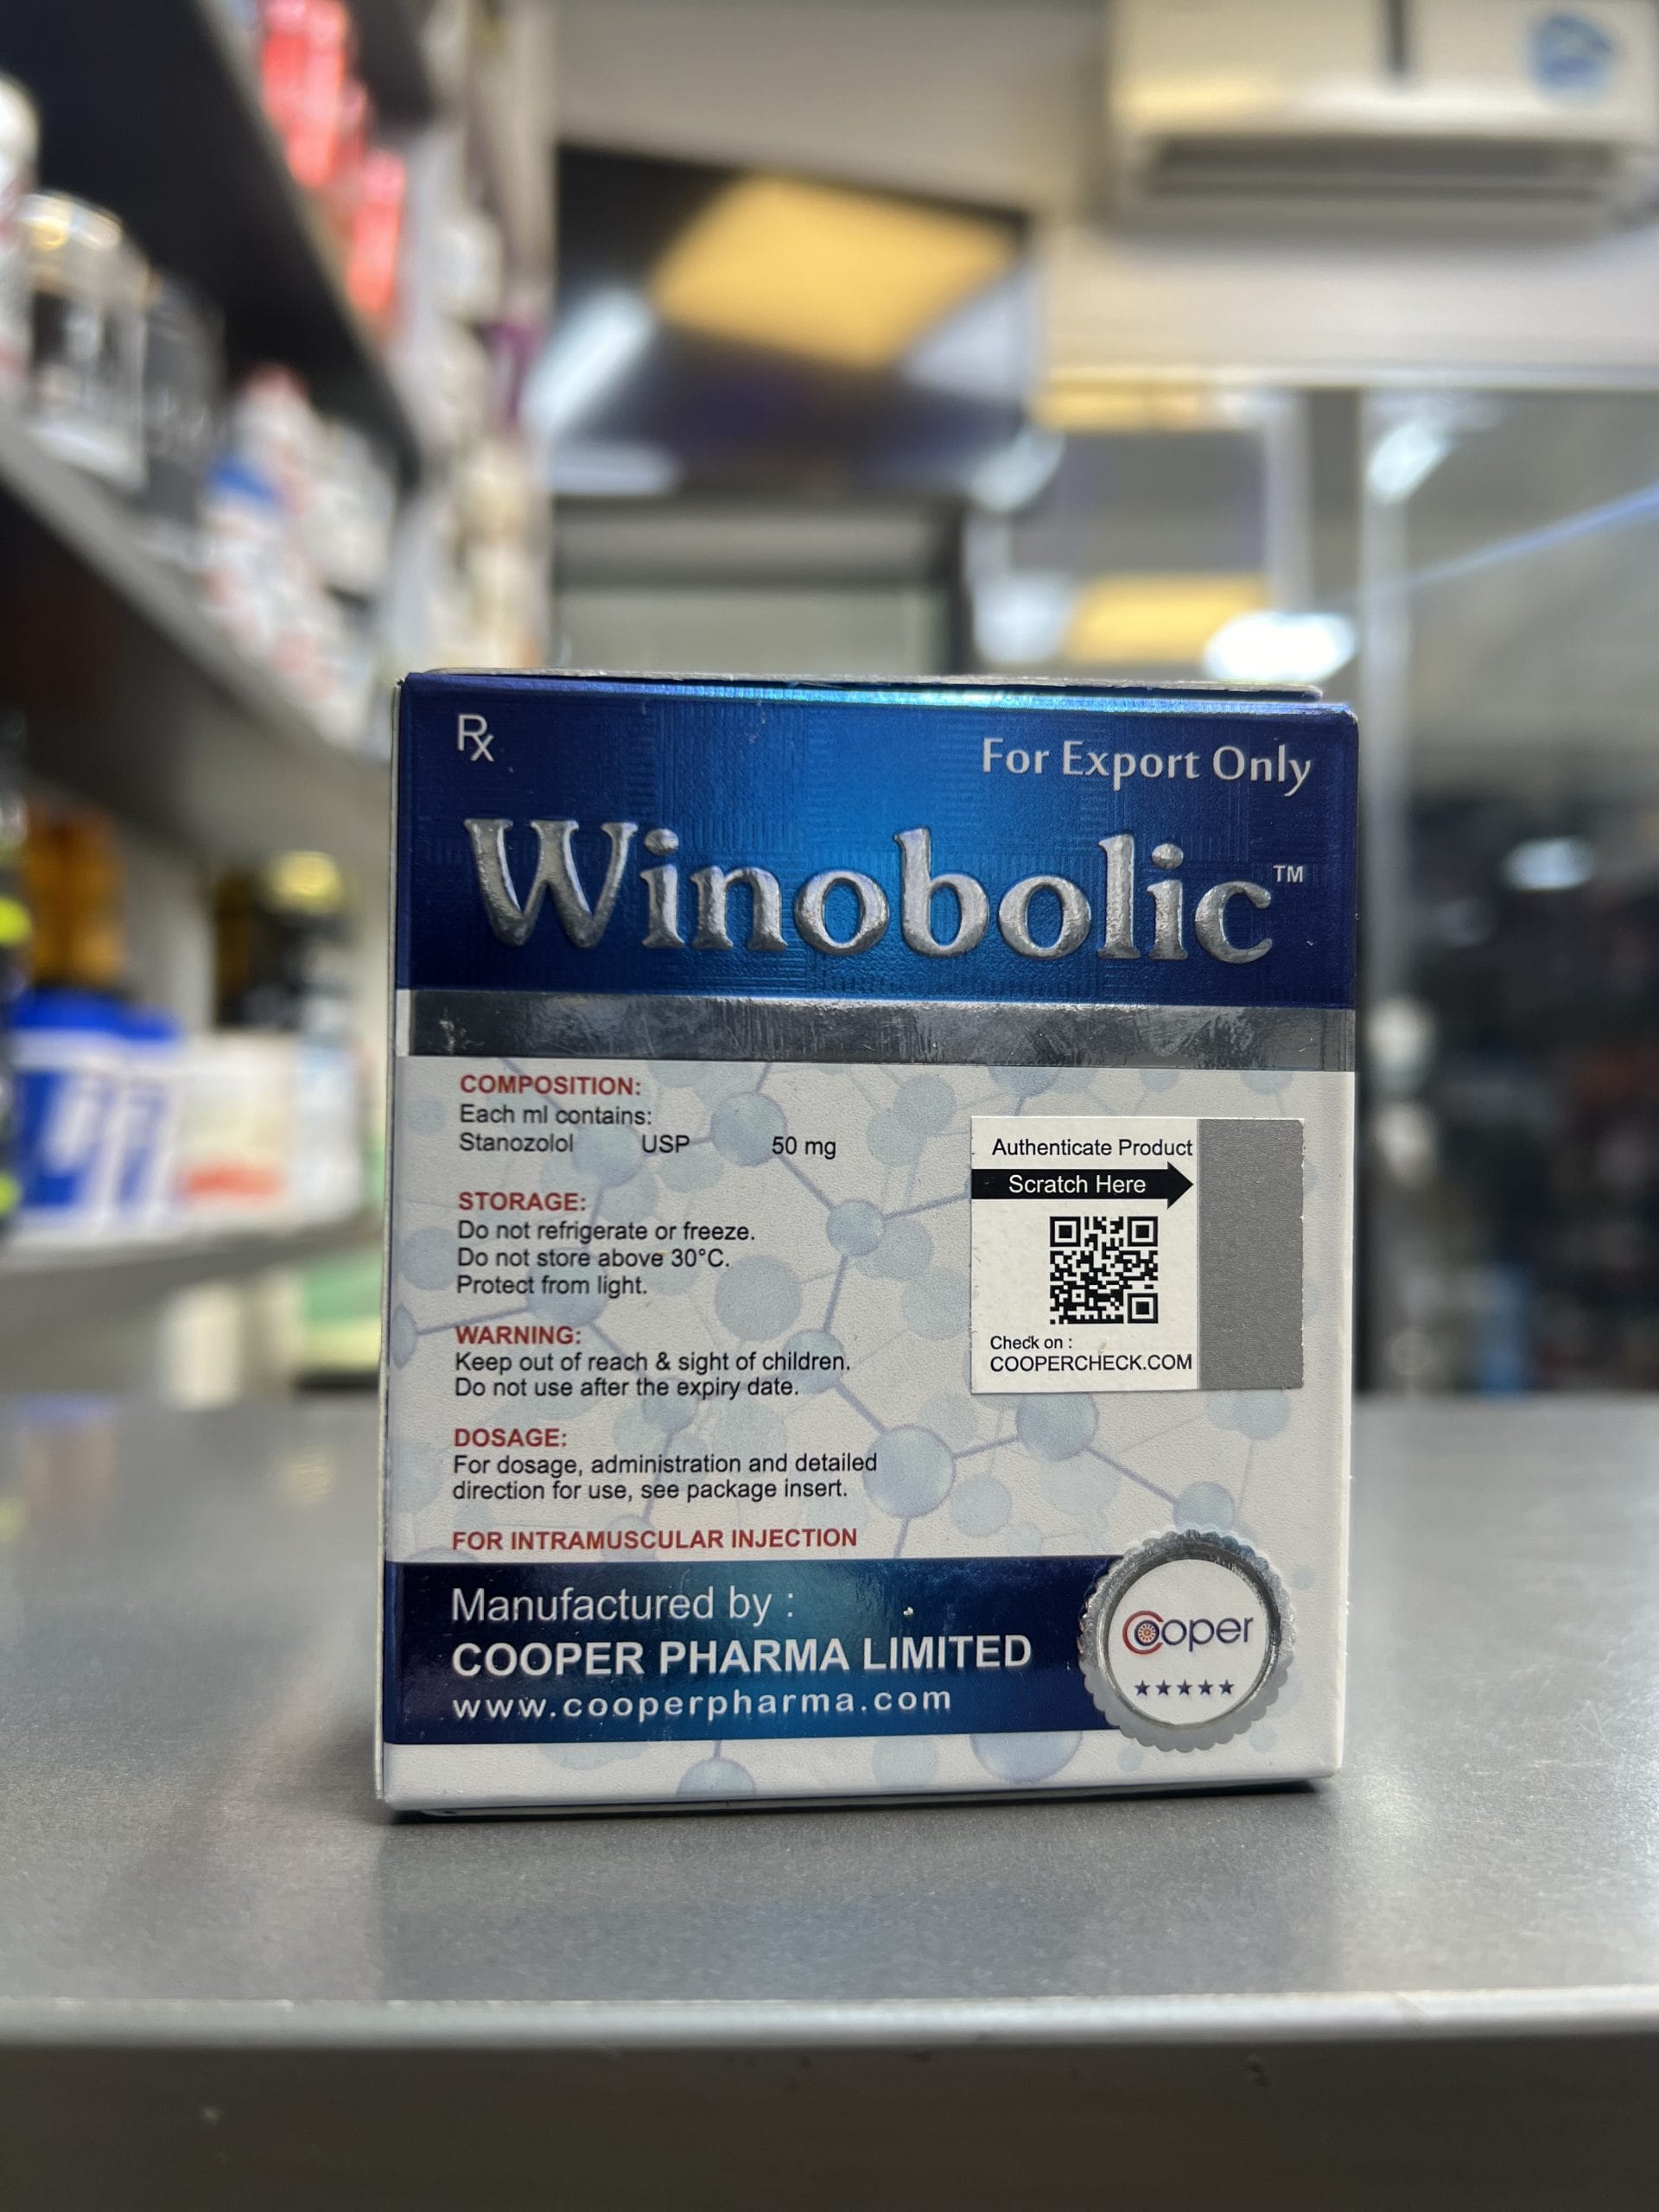 Rx
For Export Only
Winobolic™
COMPOSITION:
Each ml contains:
Stanozolol USP 50 mg
STORAGE:
Do not refrigerate or freeze.
Do not store above 30°C.
Protect from light.
WARNING:
Keep out of reach & sight of children.
Do not use after the expiry date.
DOSAGE:
For dosage, administration and detailed
direction for use, see package insert.
FOR INTRAMUSCULAR INJECTION
Authenticate Product
Scratch Here
Check on :
COOPERCHECK.COM
Manufactured by :
COOPER PHARMA LIMITED
www.cooperpharma.com
Cooper